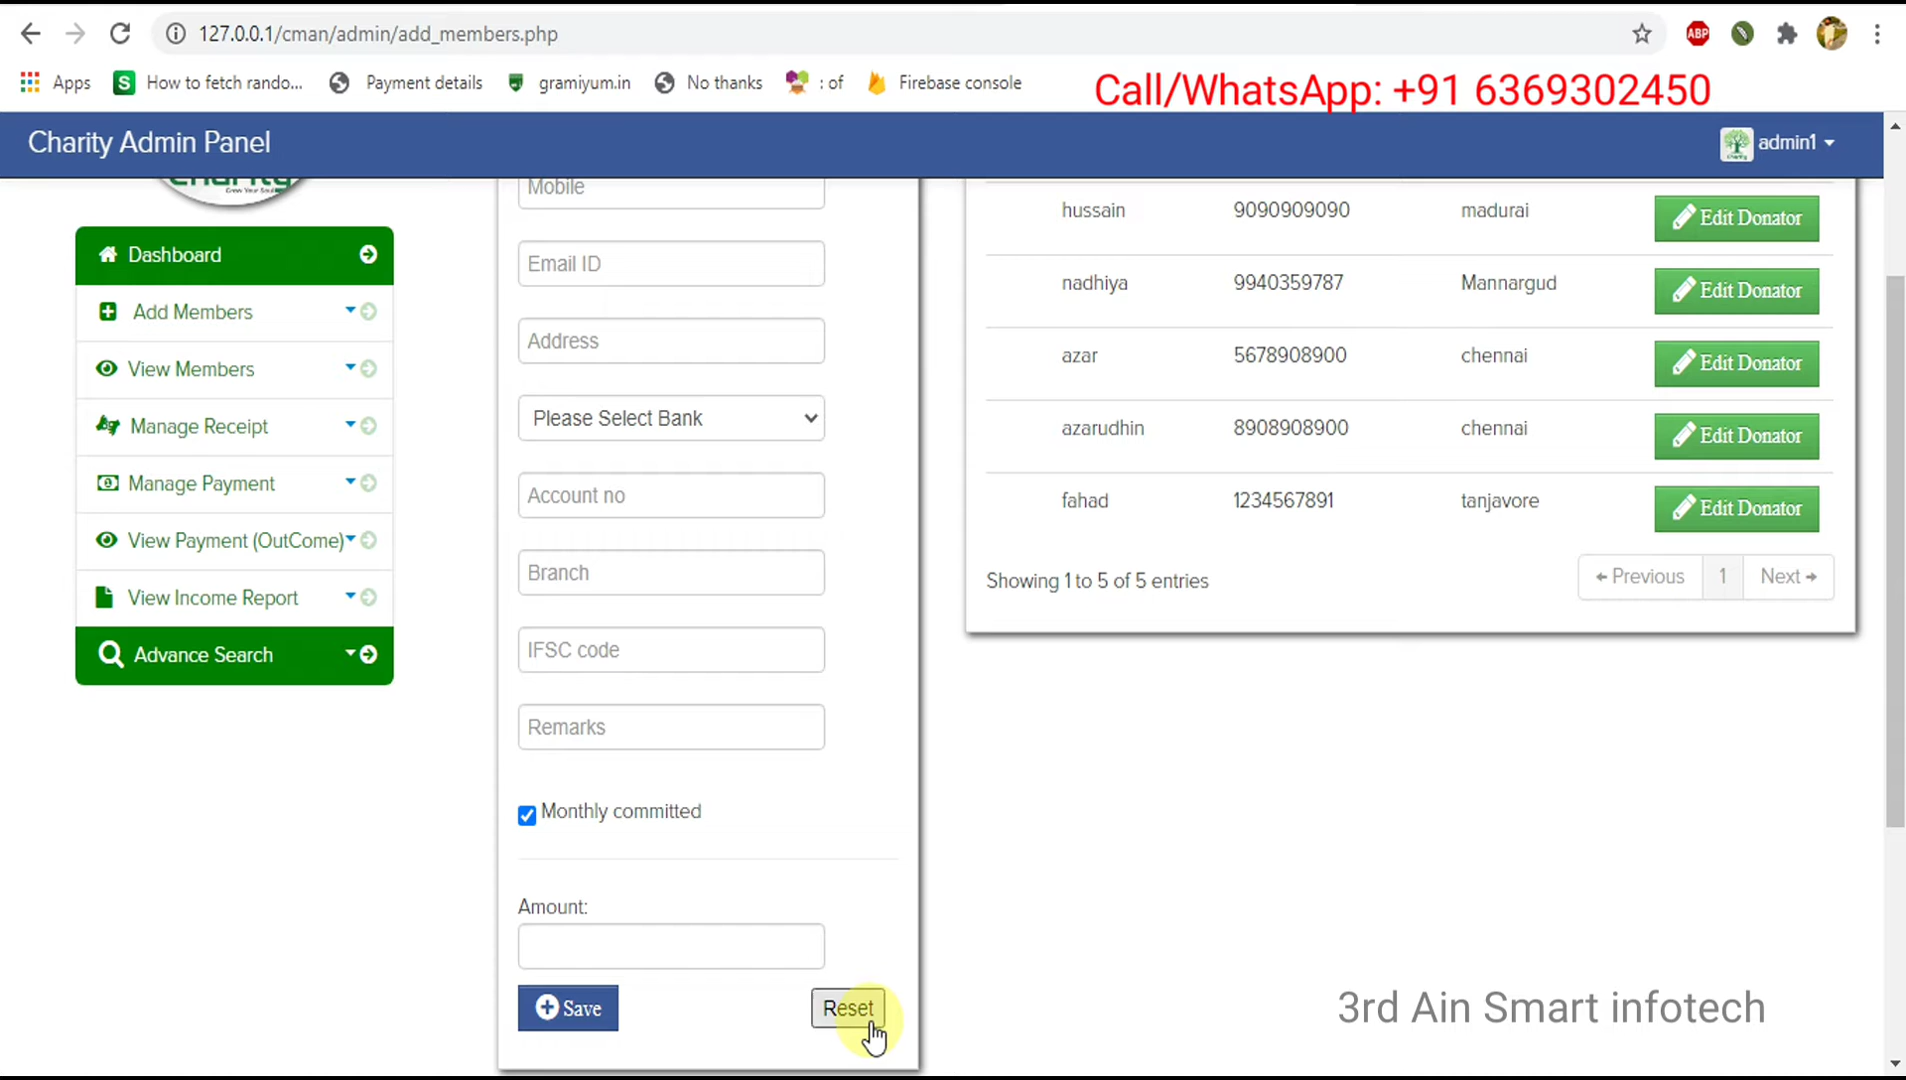 127.0.0.1/cman/admin/add_members.php
ABP
Apps
S
How to fetch rando...
Payment details
gramiyum.in
No thanks
: of
Firebase console
Call/WhatsApp: +91 6369302450
Charity Admin Panel
admin1
Charity
Grow Your Soul
Dashboard
Add Members
View Members
Manage Receipt
Manage Payment
View Payment (OutCome)
View Income Report
Advance Search
Mobile
Email ID
Address
Please Select Bank
Account no
Branch
IFSC code
Remarks
Monthly committed
Amount:
Save
Reset
hussain 9090909090 madurai Edit Donator
nadhiya 9940359787 Mannargud Edit Donator
azar 5678908900 chennai Edit Donator
azarudhin 8908908900 chennai Edit Donator
fahad 1234567891 tanjavore Edit Donator
Showing 1 to 5 of 5 entries
Previous 1 Next
3rd Ain Smart infotech